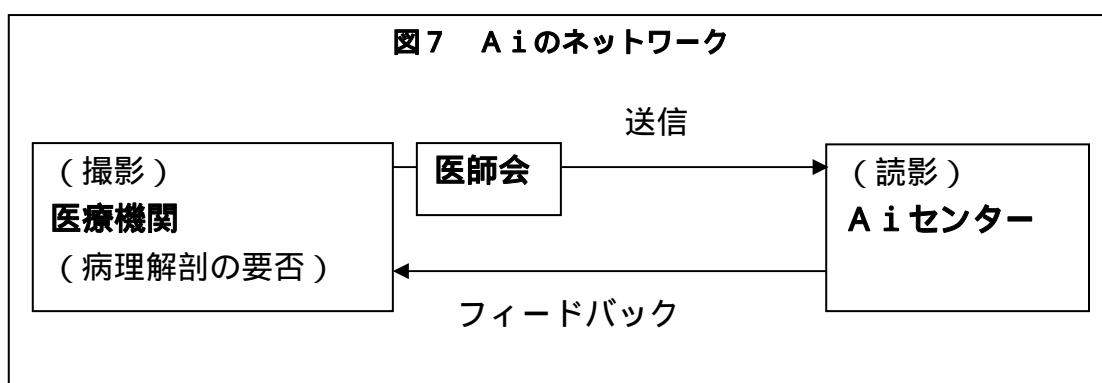 図７　Ａｉのネットワーク
送信
（撮影）
医療機関
（病理解剖の要否）
医師会
（読影）
Ａｉセンター
フィードバック